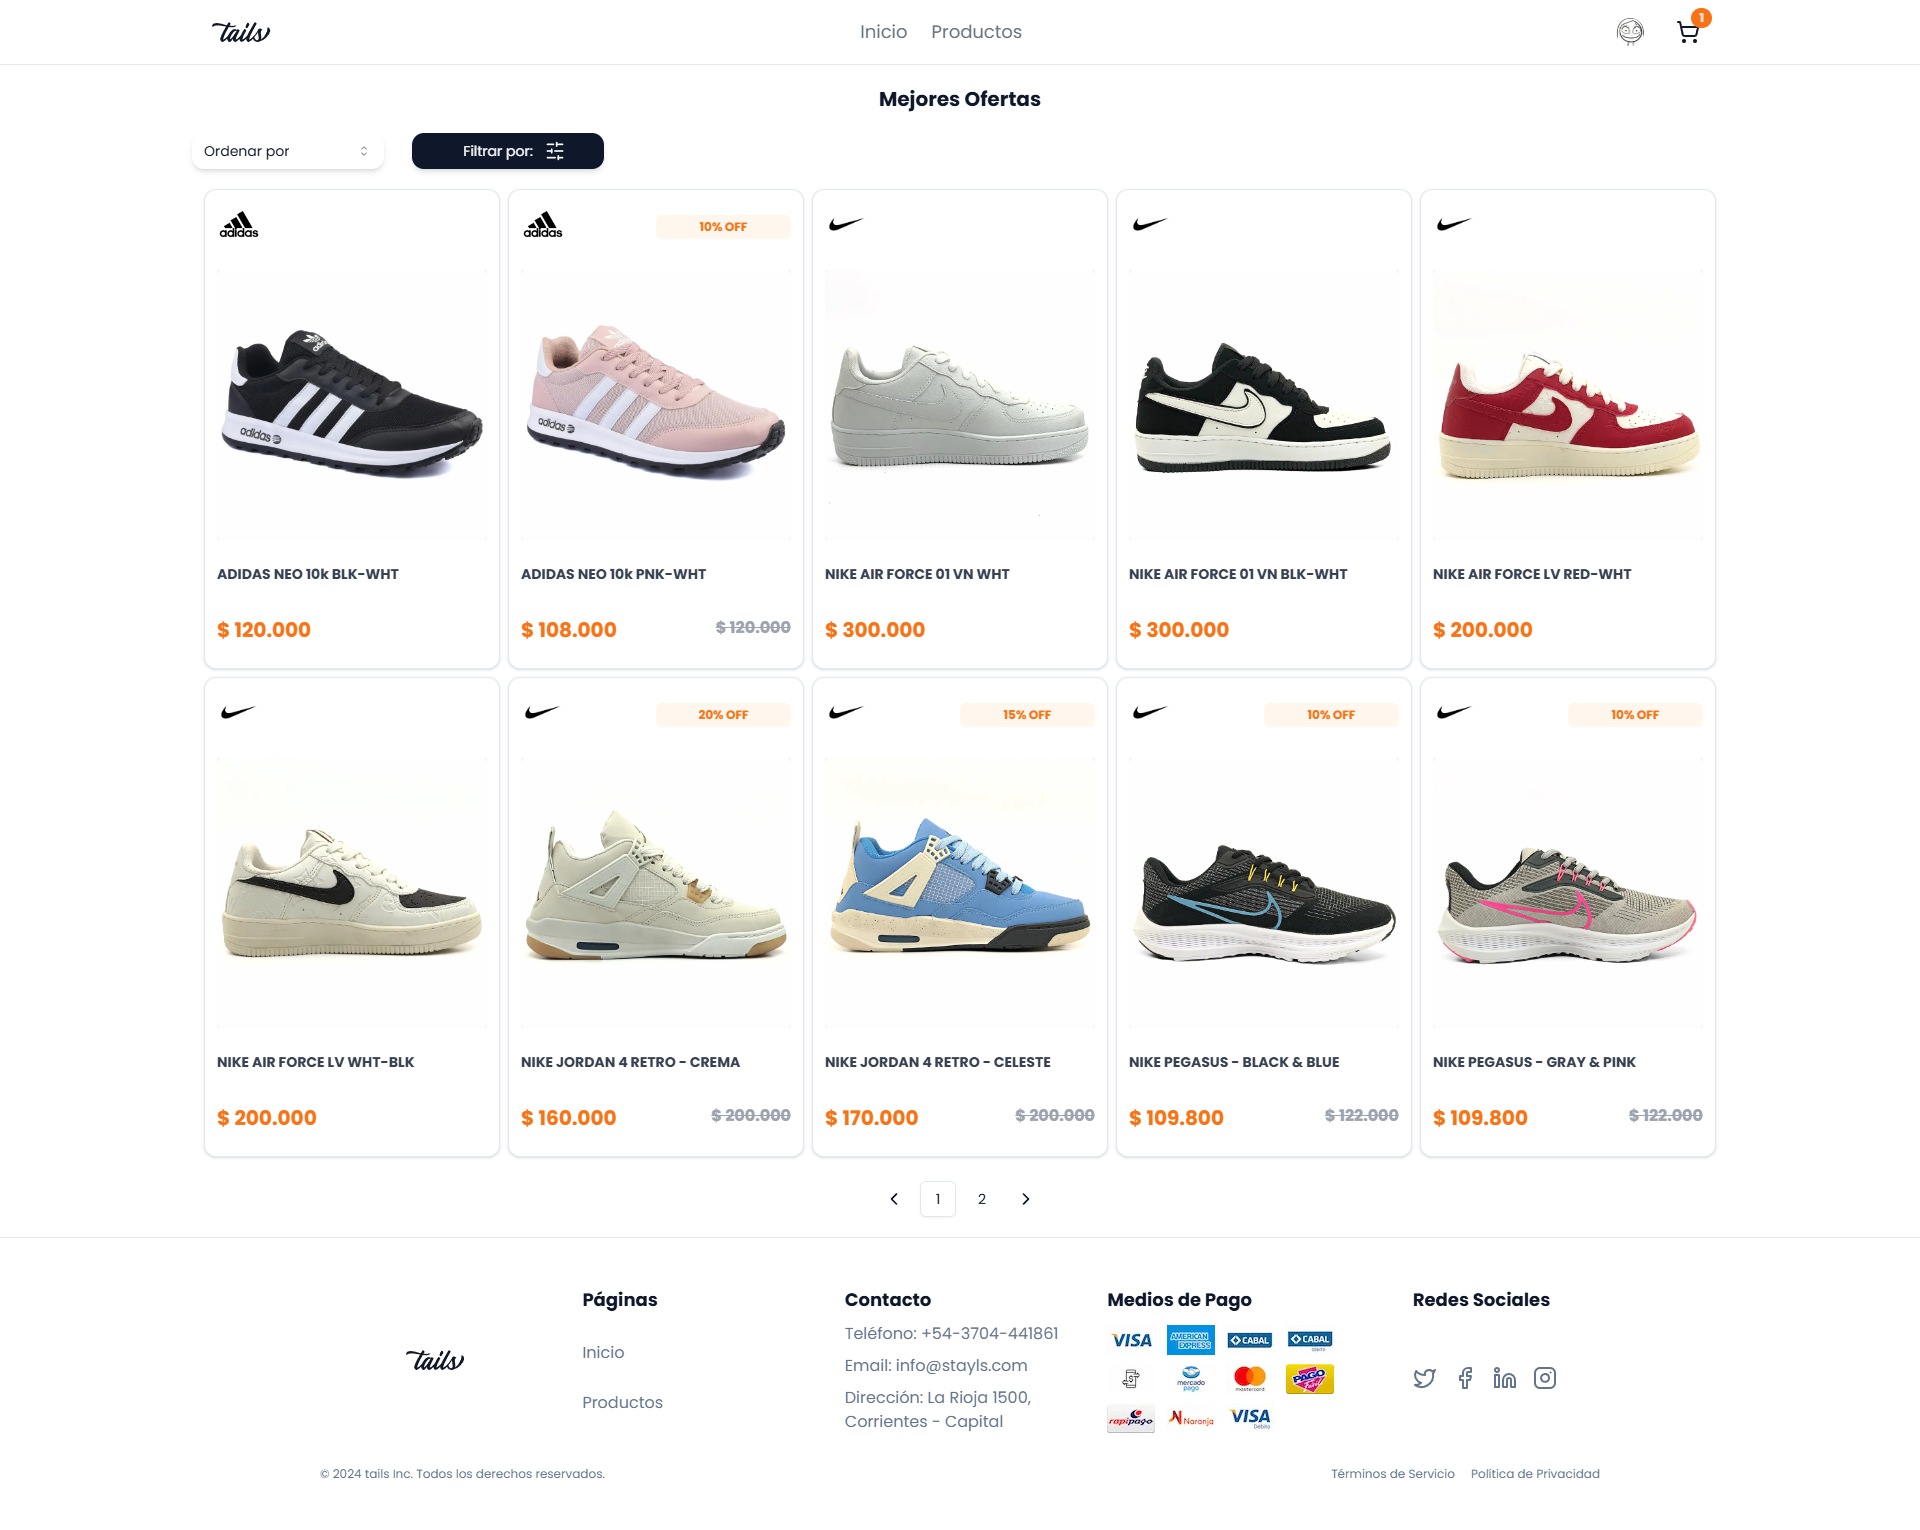 tails
Inicio Productos
1
Mejores Ofertas
Ordenar por
Filtrar por:
adidas
adidas
10% OFF
adidas
adidas
adidas
ADIDAS NEO 10k BLK-WHT
ADIDAS NEO 10k PNK-WHT
NIKE AIR FORCE 01 VN WHT
NIKE AIR FORCE 01 VN BLK-WHT
NIKE AIR FORCE LV RED-WHT
$ 120.000
$ 108.000
$ 120.000
$ 300.000
$ 300.000
$ 200.000
20% OFF
15% OFF
10% OFF
10% OFF
NIKE AIR FORCE LV WHT-BLK
NIKE JORDAN 4 RETRO - CREMA
NIKE JORDAN 4 RETRO - CELESTE
NIKE PEGASUS - BLACK & BLUE
NIKE PEGASUS - GRAY & PINK
$ 200.000
$ 160.000
$ 200.000
$ 170.000
$ 200.000
$ 109.800
$ 122.000
$ 109.800
$ 122.000
1 2
tails
Páginas
Inicio
Productos
Contacto
Teléfono: +54-3704-441861
Email: info@stayls.com
Dirección: La Rioja 1500,
Corrientes - Capital
Medios de Pago
VISA
AMERICAN
EXPRESS
CABAL
CABAL
DEBITO
mercado
pago
mastercard
PAGO
fácil
rapipago
Naranja
VISA
Débito
Redes Sociales
© 2024 tails Inc. Todos los derechos reservados.
Términos de Servicio Política de Privacidad